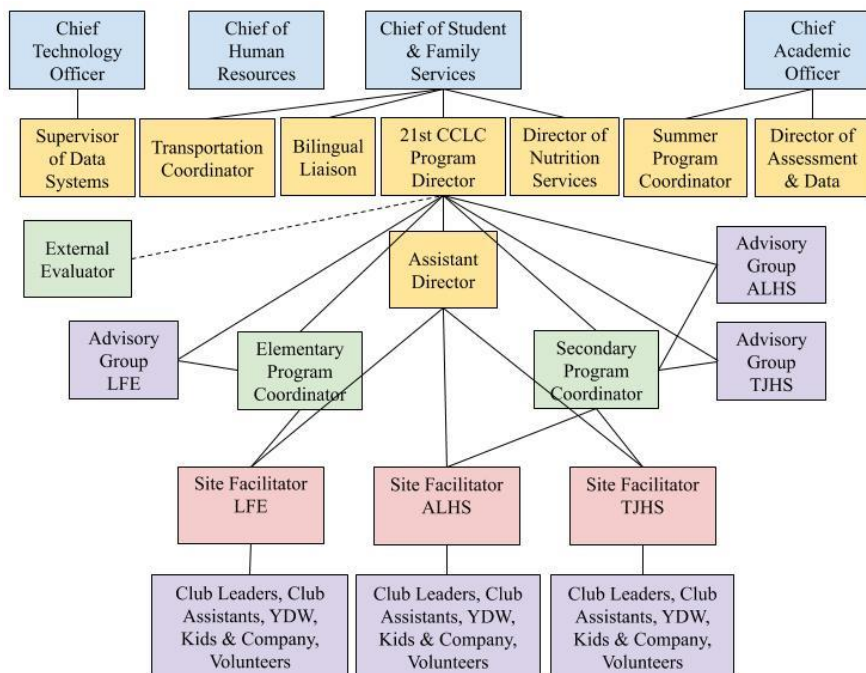 Chief
Technology
Officer
Chief of
Human
Resources
Chief of Student
& Family
Services
Chief
Academic
Officer
Supervisor
of Data
Systems
Transportation
Coordinator
Bilingual
Liaison
21st CCLC
Program
Director
Director of
Nutrition
Services
Summer
Program
Coordinator
Director of
Assessment
& Data
External
Evaluator
Assistant
Director
Advisory
Group
ALHS
Advisory
Group
LFE
Elementary
Program
Coordinator
Secondary
Program
Coordinator
Advisory
Group
TJHS
Site Facilitator
LFE
Site Facilitator
ALHS
Site Facilitator
TJHS
Club Leaders, Club
Assistants, YDW,
Kids & Company,
Volunteers
Club Leaders, Club
Assistants, YDW,
Kids & Company,
Volunteers
Club Leaders, Club
Assistants, YDW,
Kids & Company,
Volunteers